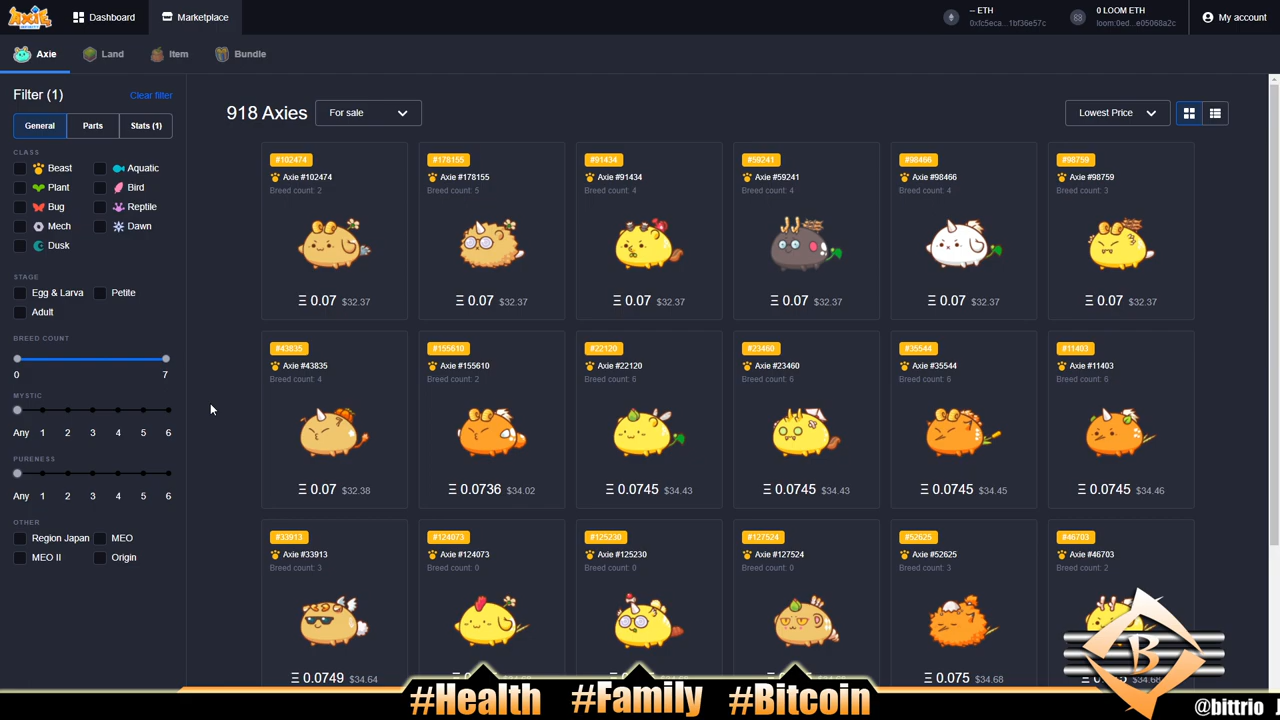 AXIE
Dashboard
Marketplace
-- ETH
0xfc5eca...1bf36e57c
0 LOOM ETH
loom:0ed...e05068a2c
My account
Axie
Land
Item
Bundle
Filter (1)
Clear filter
General
Parts
Stats (1)
CLASS
Beast
Aquatic
Plant
Bird
Bug
Reptile
Mech
Dawn
Dusk
STAGE
Egg & Larva
Petite
Adult
BREED COUNT
0 7
MYSTIC
Any 1 2 3 4 5 6
PURENESS
Any 1 2 3 4 5 6
OTHER
Region Japan
MEO
MEO II
Origin
918 Axies
For sale
Lowest Price
#102474
Axie #102474
Breed count: 2
Ξ 0.07 $32.37
#178155
Axie #178155
Breed count: 5
Ξ 0.07 $32.37
#91434
Axie #91434
Breed count: 4
Ξ 0.07 $32.37
#59241
Axie #59241
Breed count: 4
Ξ 0.07 $32.37
#98466
Axie #98466
Breed count: 4
Ξ 0.07 $32.37
#98759
Axie #98759
Breed count: 3
Ξ 0.07 $32.37
#43835
Axie #43835
Breed count: 4
Ξ 0.07 $32.38
#155610
Axie #155610
Breed count: 2
Ξ 0.0736 $34.02
#22120
Axie #22120
Breed count: 6
Ξ 0.0745 $34.43
#23460
Axie #23460
Breed count: 6
Ξ 0.0745 $34.43
#35544
Axie #35544
Breed count: 6
Ξ 0.0745 $34.45
#11403
Axie #11403
Breed count: 6
Ξ 0.0745 $34.46
#33913
Axie #33913
Breed count: 3
Ξ 0.0749 $34.64
#124073
Axie #124073
Breed count: 0
#125230
Axie #125230
Breed count: 0
#127524
Axie #127524
Breed count: 0
#52625
Axie #52625
Breed count: 3
Ξ 0.075 $34.68
#46703
Axie #46703
Breed count: 2
B
#Health
#Family
#Bitcoin
@bittrio